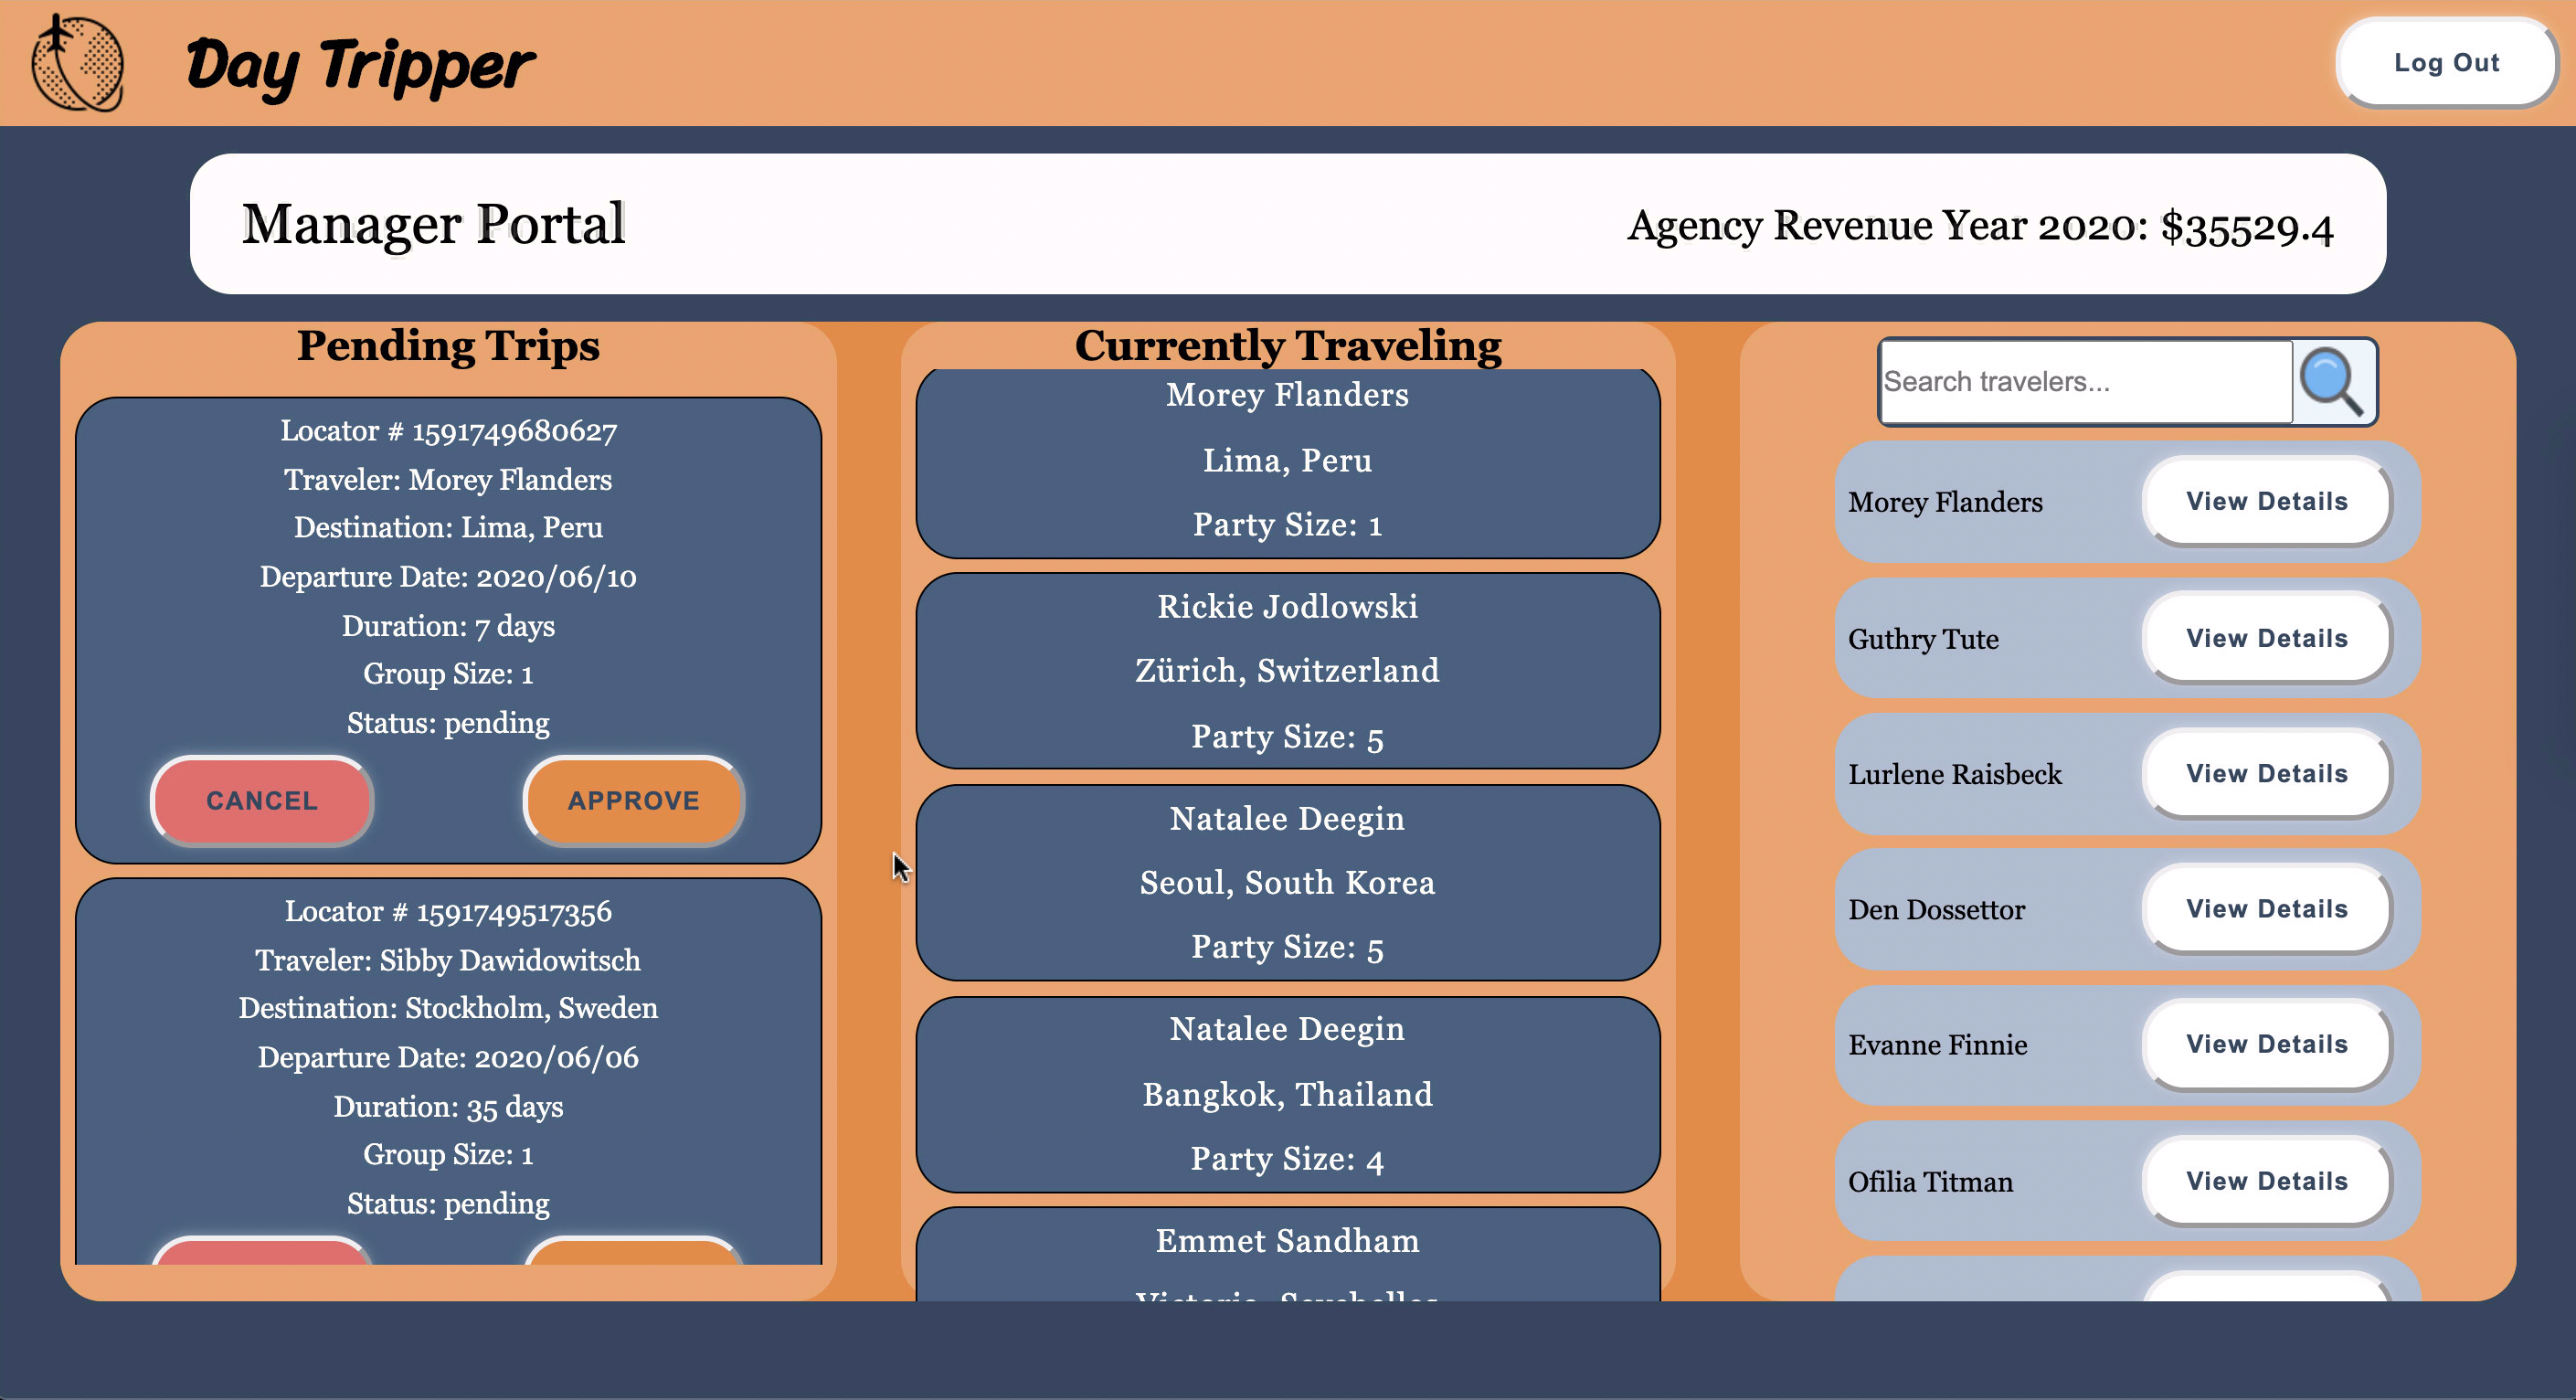 Day Tripper
Log Out
Manager Portal
Agency Revenue Year 2020: $35529.4
Pending Trips
Locator # 1591749680627
Traveler: Morey Flanders
Destination: Lima, Peru
Departure Date: 2020/06/10
Duration: 7 days
Group Size: 1
Status: pending
CANCEL
APPROVE
Locator # 1591749517356
Traveler: Sibby Dawidowitsch
Destination: Stockholm, Sweden
Departure Date: 2020/06/06
Duration: 35 days
Group Size: 1
Status: pending
Currently Traveling
Morey Flanders
Lima, Peru
Party Size: 1
Rickie Jodlowski
Zürich, Switzerland
Party Size: 5
Natalee Deegin
Seoul, South Korea
Party Size: 5
Natalee Deegin
Bangkok, Thailand
Party Size: 4
Emmet Sandham
Victoria, Seychelles
Search travelers...
Morey Flanders
View Details
Guthry Tute
View Details
Lurlene Raisbeck
View Details
Den Dossettor
View Details
Evanne Finnie
View Details
Ofilia Titman
View Details